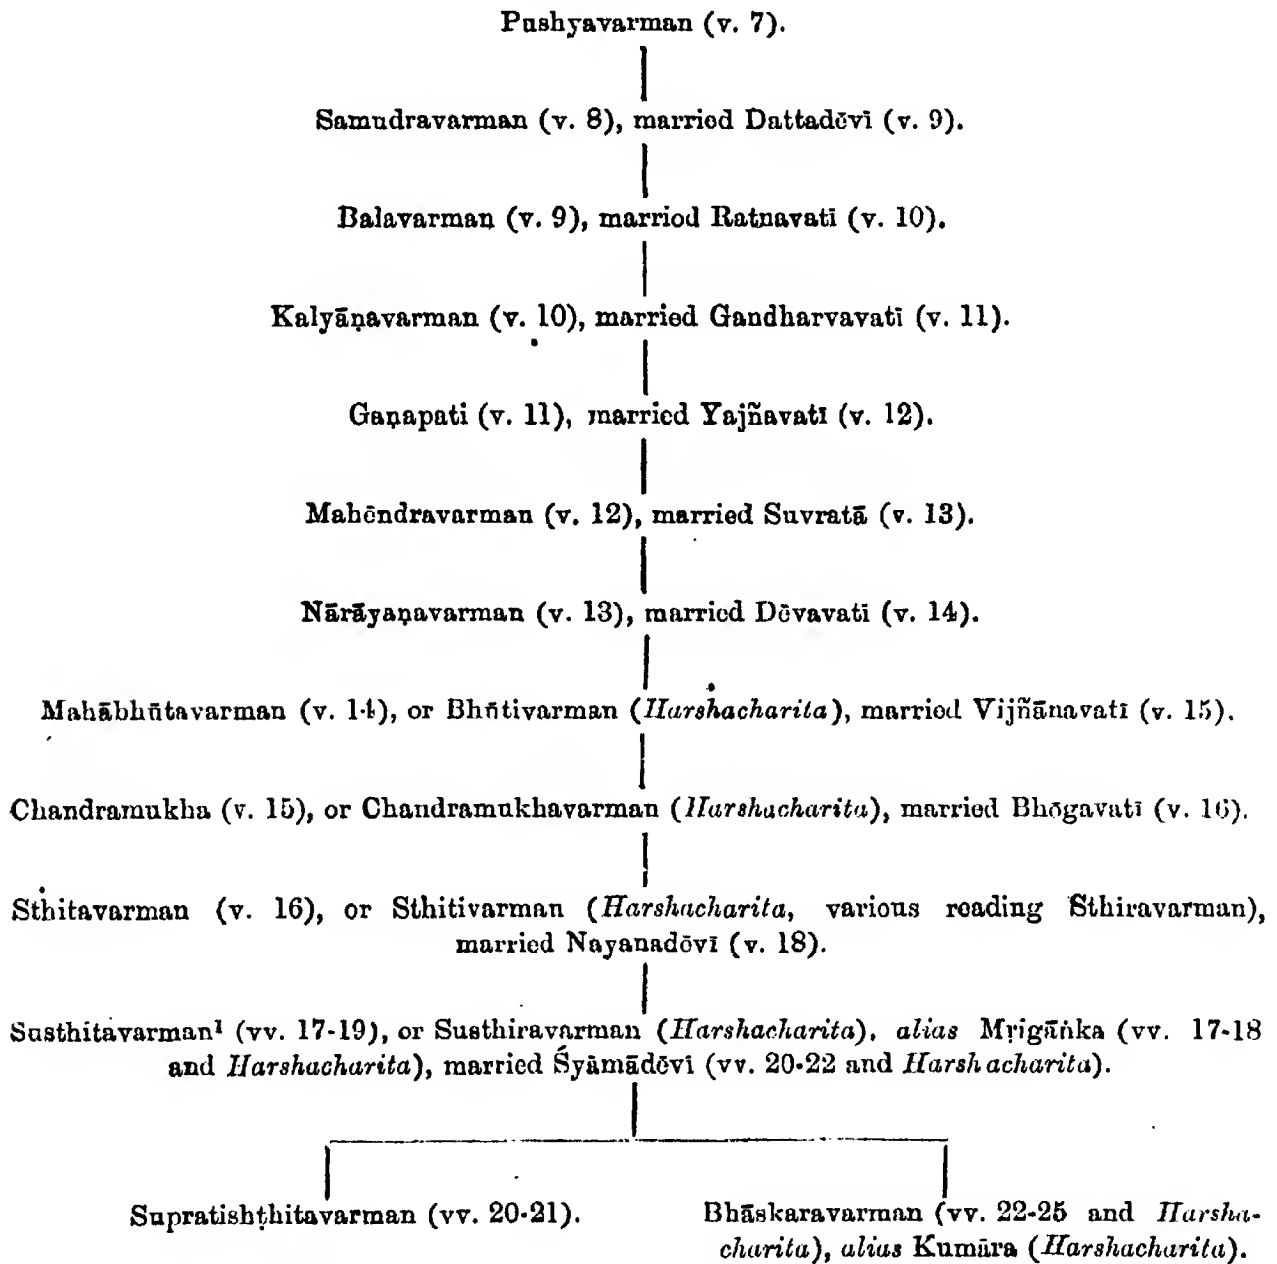 Pushyavarman (v. 7).
Samudravarman (v. 8), married Dattadēvī (v. 9).
Balavarman (v. 9), married Ratnavatī (v. 10).
Kalyāṇavarman (v. 10), married Gandharvavatī (v. 11).
Gaṇapati (v. 11), married Yajñavatī (v. 12).
Mahēndravarman (v. 12), married Suvratā (v. 13).
Nārāyaṇavarman (v. 13), married Dēvavatī (v. 14).
Mahābhūtavarman (v. 14), or Bhūtivarman (Harshacharita), married Vijñānavatī (v. 15).
Chandramukha (v. 15), or Chandramukhavarman (Harshacharita), married Bhōgavatī (v. 16).
Sthitavarman (v. 16), or Sthitivarman (Harshacharita, various reading Sthiravarman),
married Nayanadēvī (v. 18).
Susthitavarman¹ (vv. 17-19), or Susthiravarman (Harshacharita), alias Mṛigāṅka (vv. 17-18
and Harshacharita), married Śyāmādēvī (vv. 20-22 and Harshacharita).
Supratishṭhitavarman (vv. 20-21). Bhāskaravarman (vv. 22-25 and Harsha-
charita), alias Kumāra (Harshacharita).